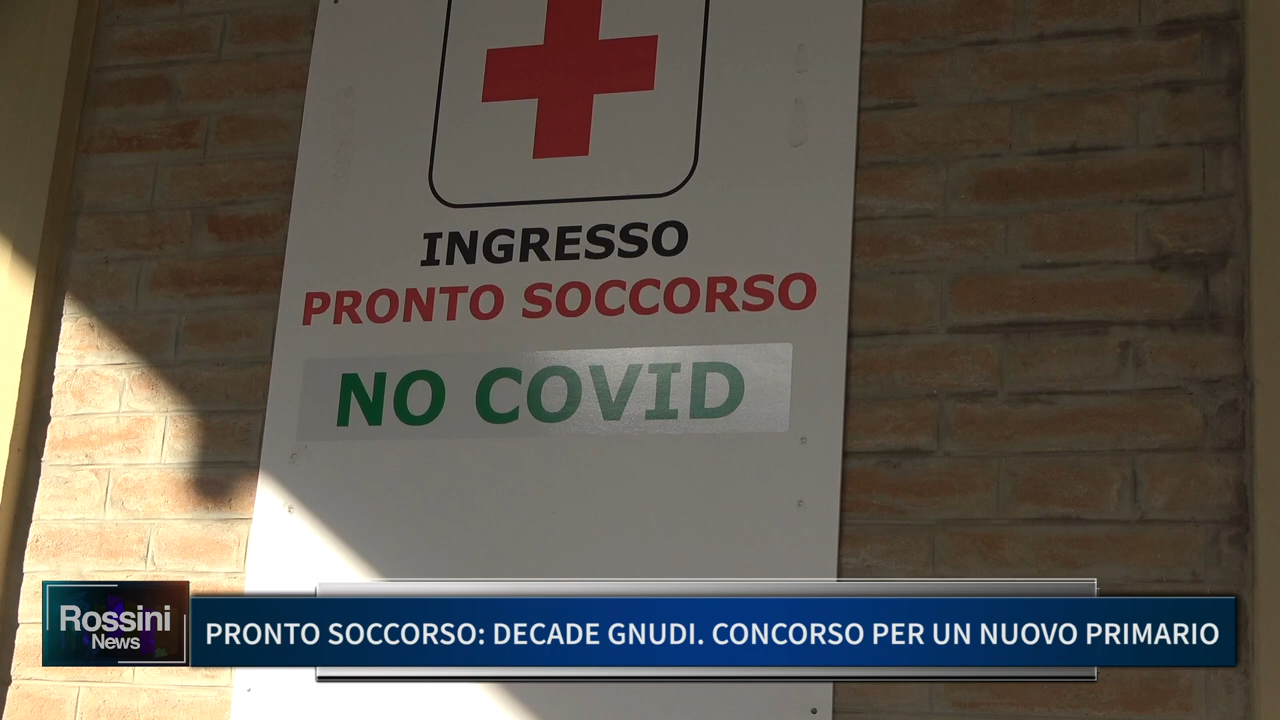 INGRESSO
PRONTO SOCCORSO
NO COVID
Rossini
News
PRONTO SOCCORSO: DECADE GNUDI. CONCORSO PER UN NUOVO PRIMARIO